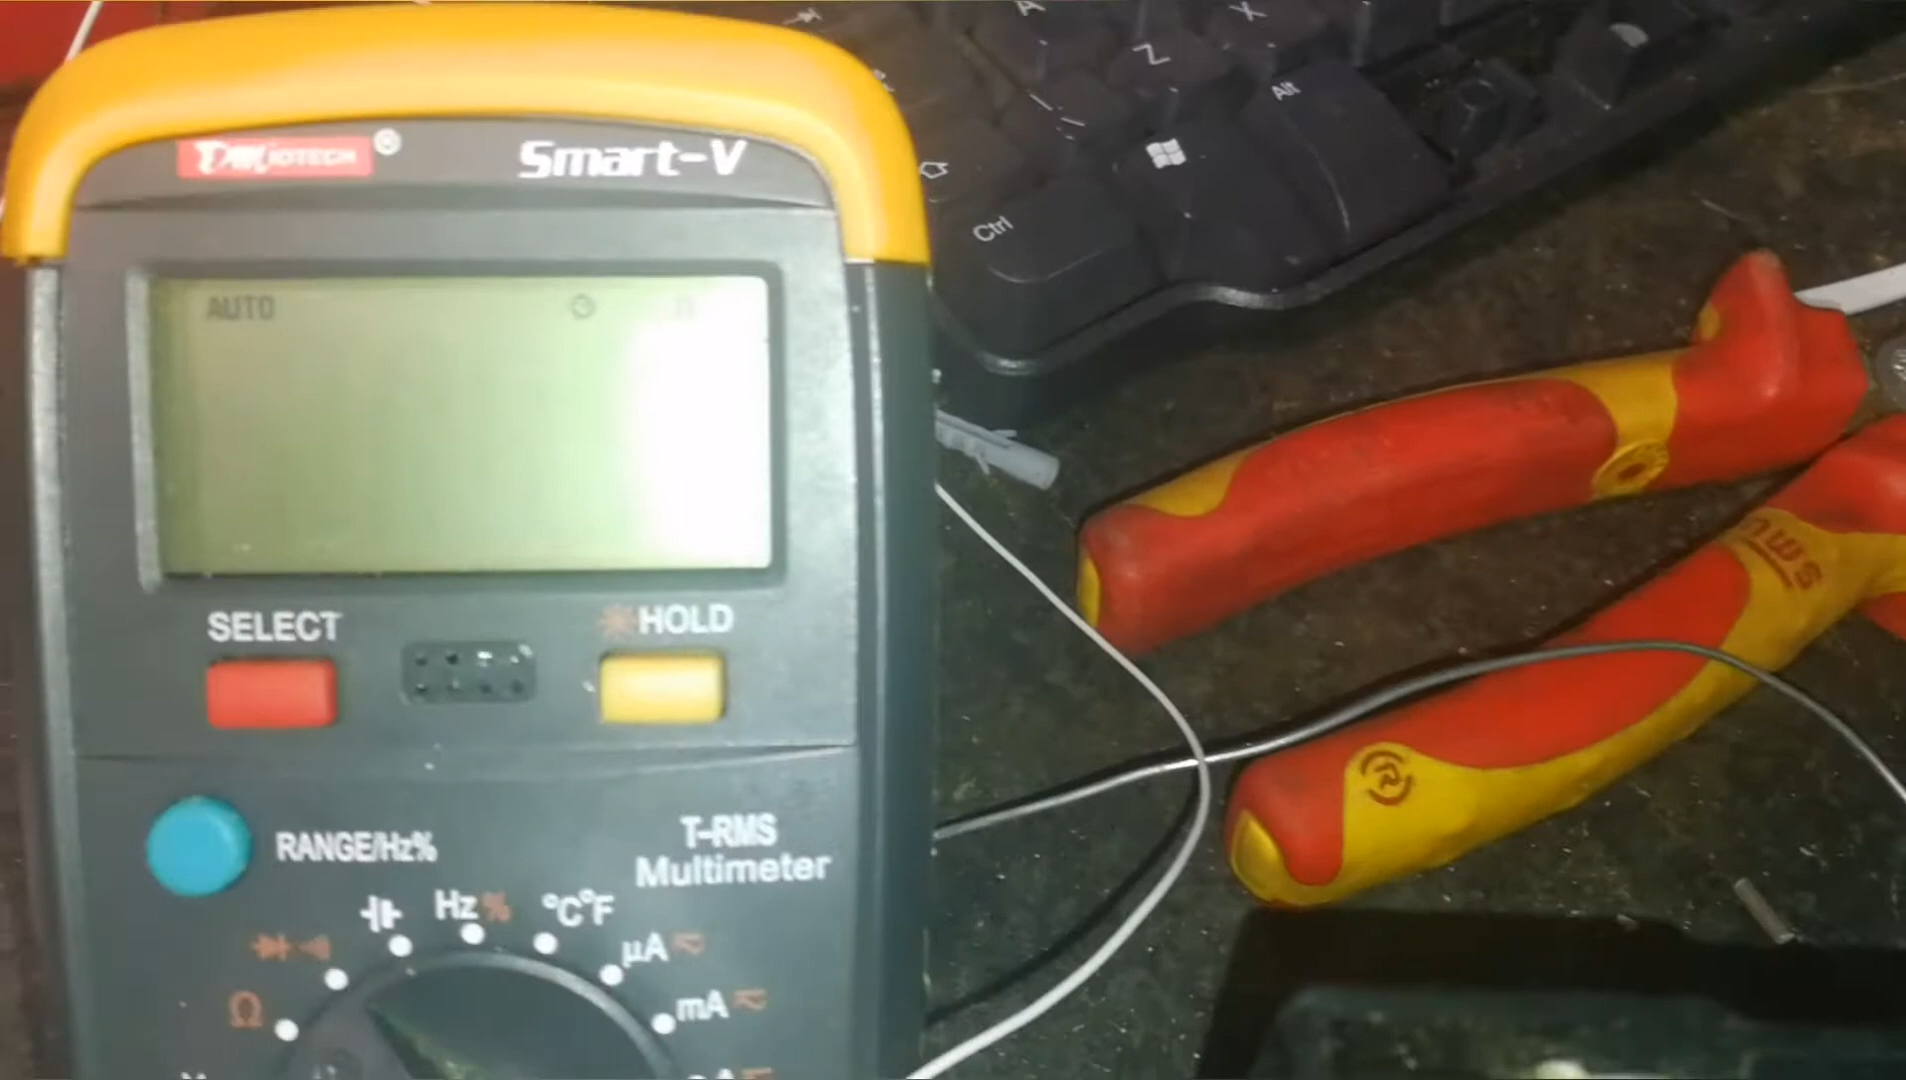 Smart-V
AUTO
SELECT
HOLD
RANGE/Hz%
T-RMS
Multimeter
Hz %
°C°F
µA
mA
Ω
A
X
Z
Alt
Ctrl